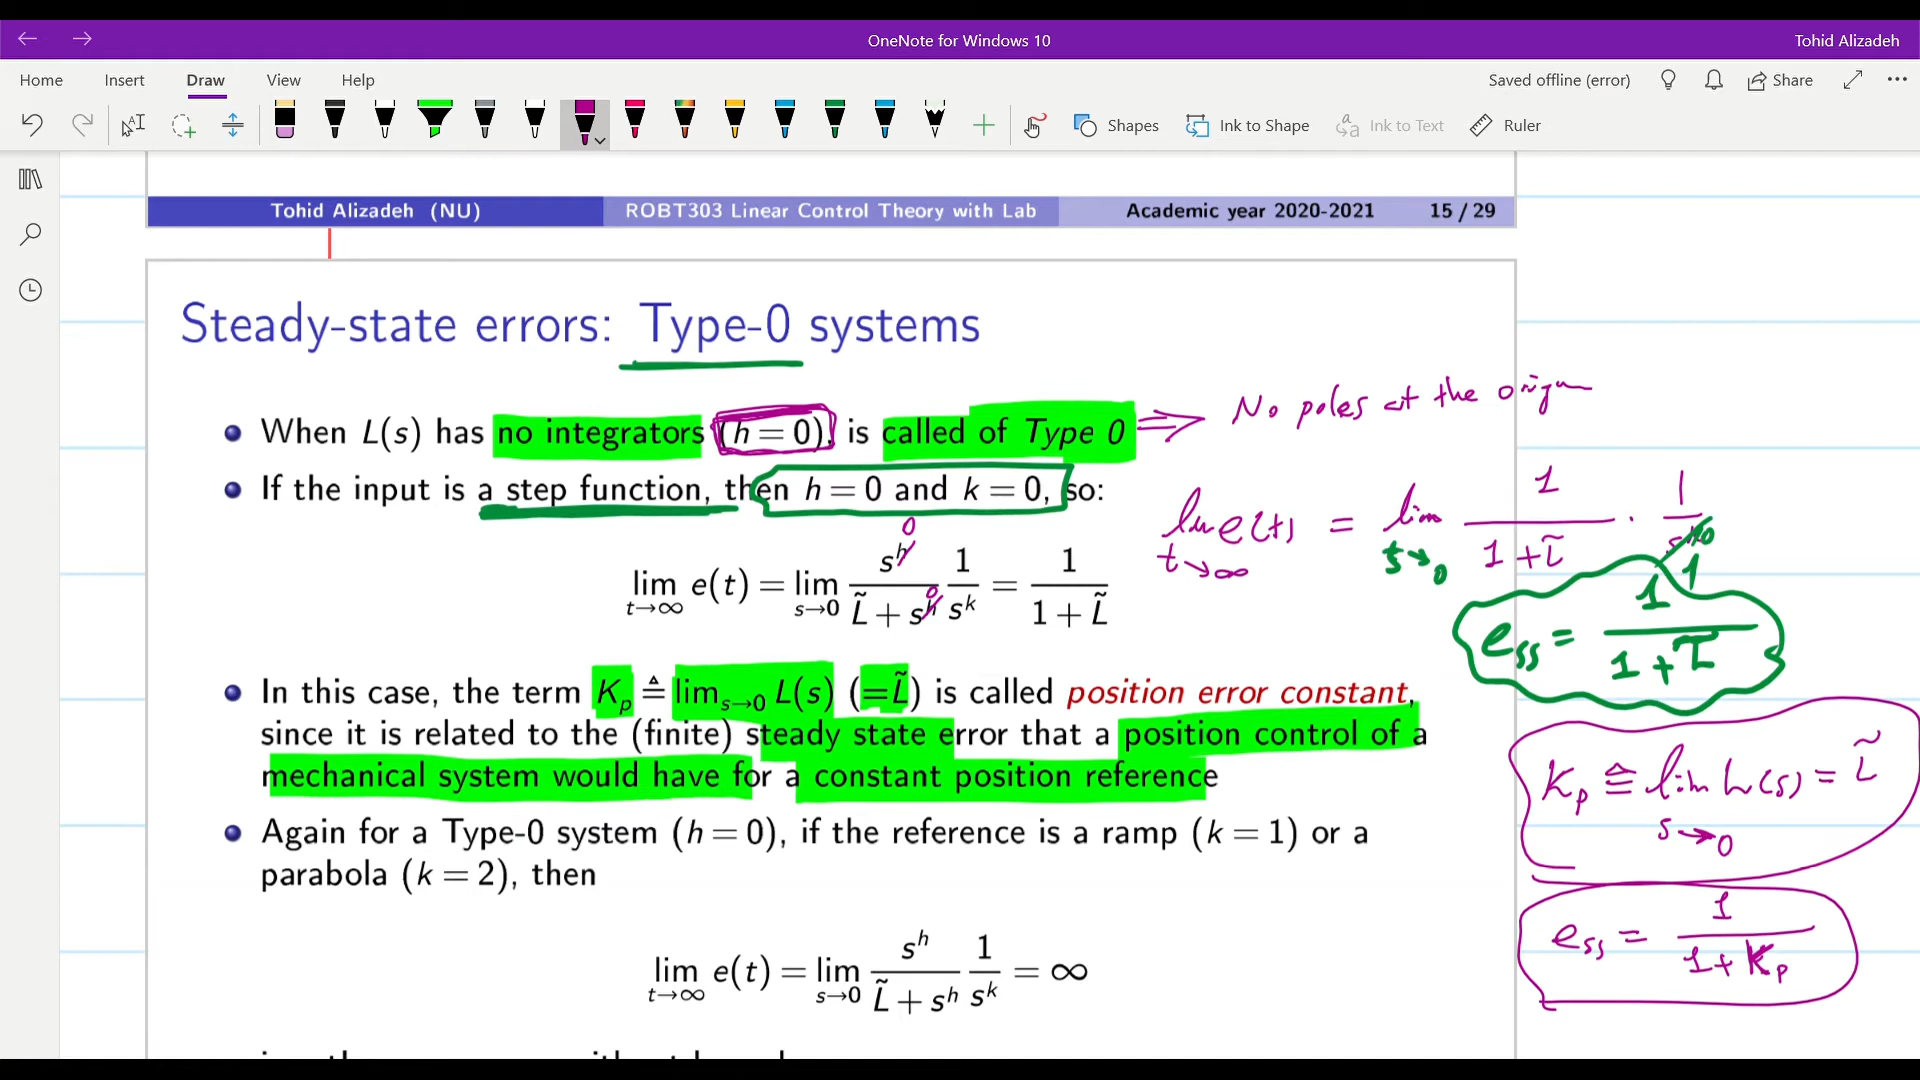 OneNote for Windows 10
Tohid Alizadeh
Home Insert Draw View Help
Saved offline (error) Share
Shapes Ink to Shape Ink to Text Ruler
Tohid Alizadeh (NU) ROBT303 Linear Control Theory with Lab Academic year 2020-2021 15 / 29
Steady-state errors: Type-0 systems
When L(s) has no integrators (h = 0), is called of Type 0 ⇒ No poles at the origin
If the input is a step function, then h = 0 and k = 0, so:
lim t→∞ e(t) = lim s→0 s^h / (L̃ + s^h) 1 / s^k = 1 / (1 + L̃)
0
0
lim t→∞ e(t) = lim s→0 1 / (1 + L̃) · 1 /
1
e_ss = 1 / (1 + L̃)
In this case, the term K_p ≜ lim_s→0 L(s) (=L̃) is called position error constant,
since it is related to the (finite) steady state error that a position control of a
mechanical system would have for a constant position reference
K_p ≜ lim s→0 L(s) = L̃
Again for a Type-0 system (h = 0), if the reference is a ramp (k = 1) or a
parabola (k = 2), then
e_ss = 1 / (1 + K_p)
lim t→∞ e(t) = lim s→0 s^h / (L̃ + s^h) 1 / s^k = ∞